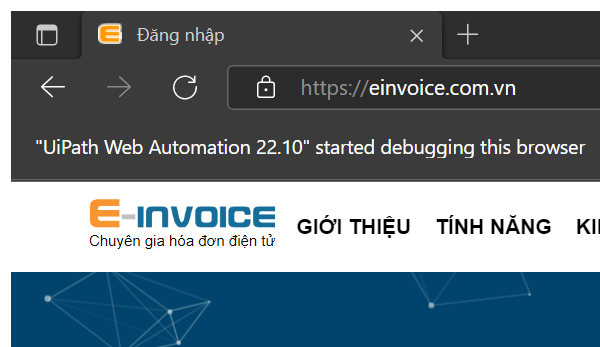 Đăng nhập
https://einvoice.com.vn
"UiPath Web Automation 22.10" started debugging this browser
E-INVOICE
Chuyên gia hóa đơn điện tử
GIỚI THIỆU TÍNH NĂNG